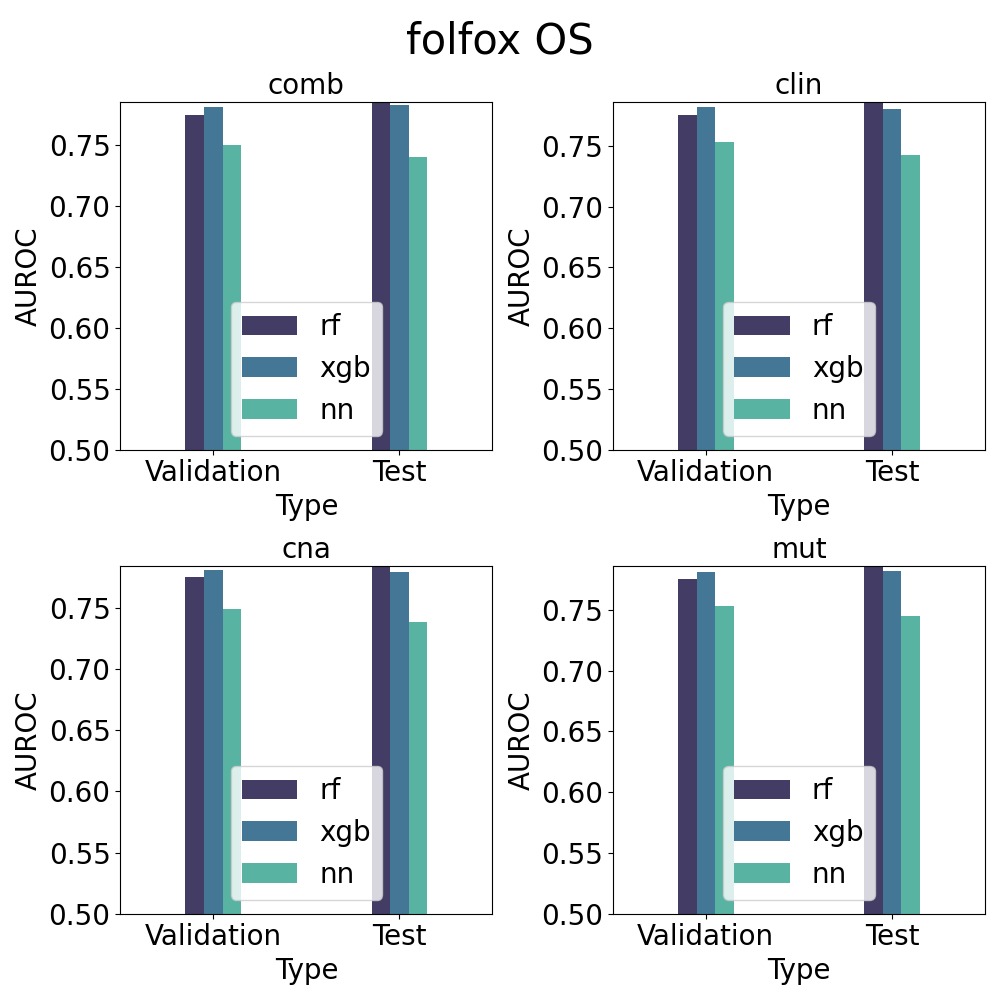 folfox OS
comb
AUROC
0.75
0.70
0.65
0.60
0.55
0.50
rf
xgb
nn
Validation Test
Type
clin
AUROC
0.75
0.70
0.65
0.60
0.55
0.50
rf
xgb
nn
Validation Test
Type
cna
AUROC
0.75
0.70
0.65
0.60
0.55
0.50
rf
xgb
nn
Validation Test
Type
mut
AUROC
0.75
0.70
0.65
0.60
0.55
0.50
rf
xgb
nn
Validation Test
Type